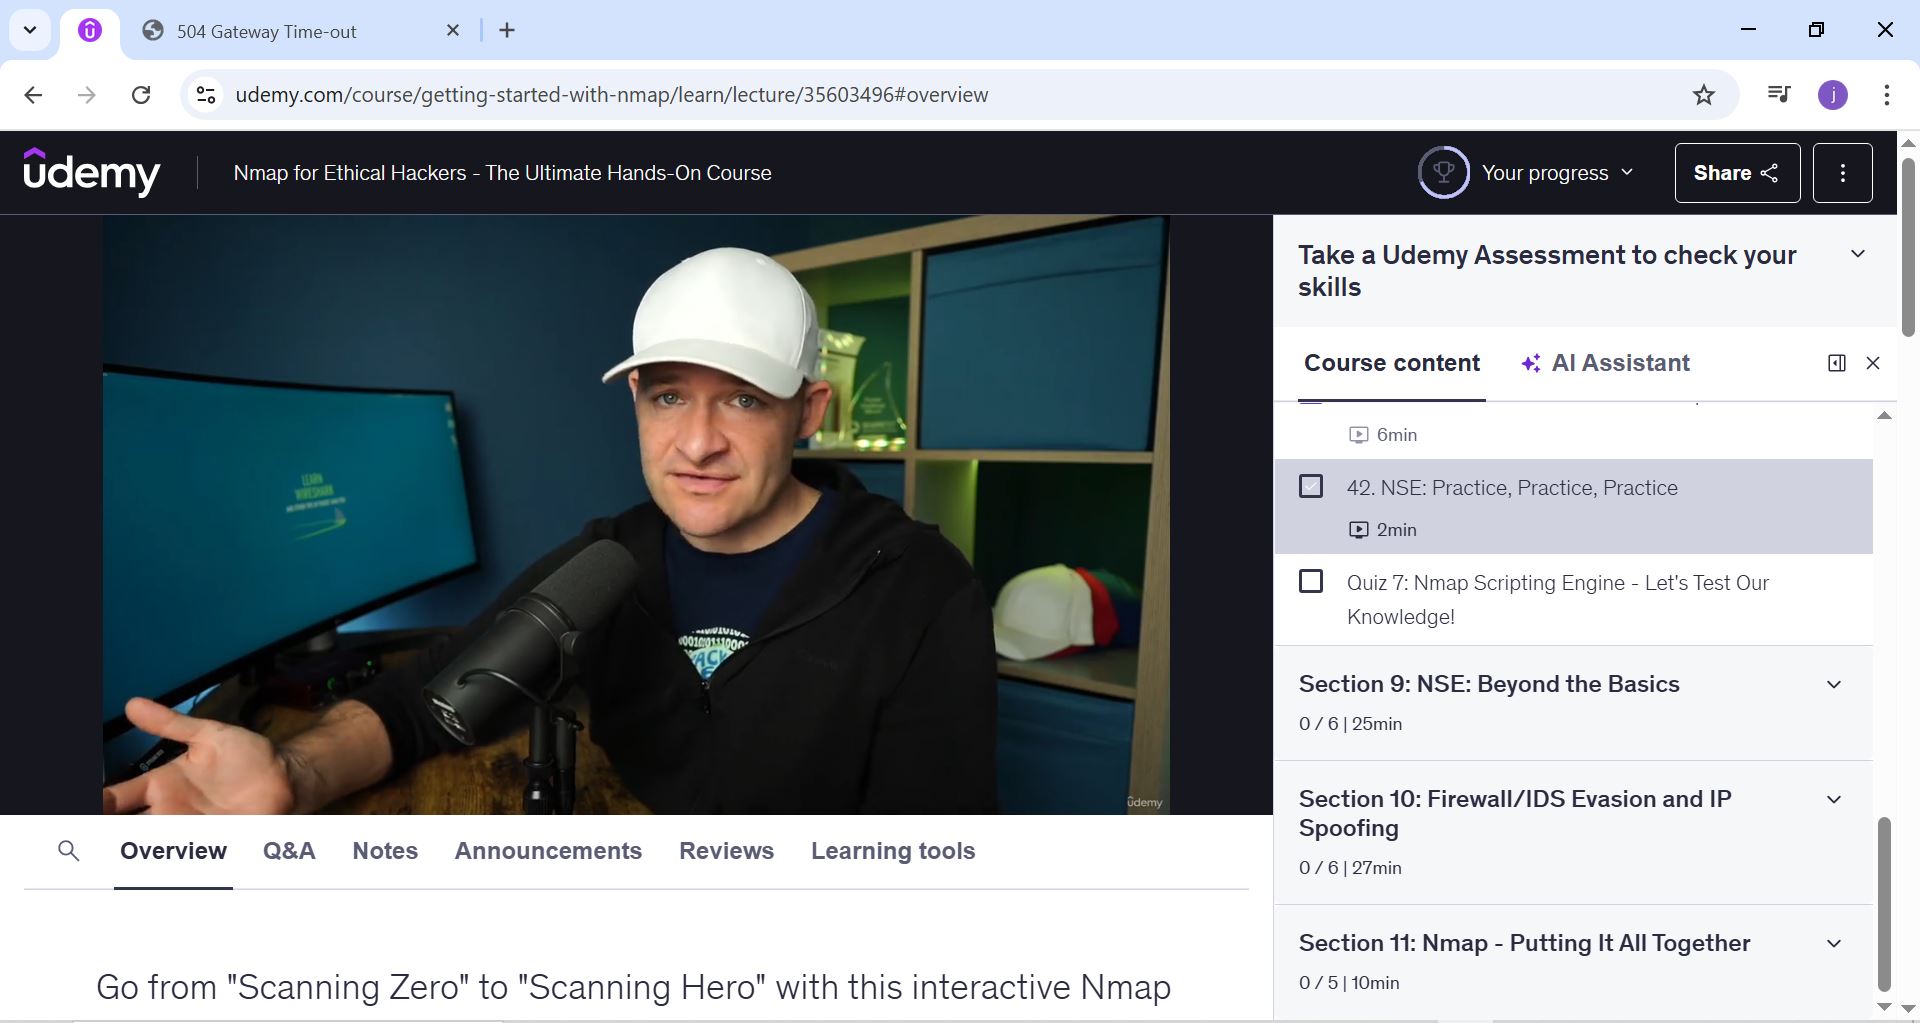 504 Gateway Time-out
udemy.com/course/getting-started-with-nmap/learn/lecture/35603496#overview
j
ûdemy
Nmap for Ethical Hackers - The Ultimate Hands-On Course
Your progress
Share
Take a Udemy Assessment to check your
skills
Course content
AI Assistant
6min
42. NSE: Practice, Practice, Practice
2min
Quiz 7: Nmap Scripting Engine - Let's Test Our
Knowledge!
Section 9: NSE: Beyond the Basics
0 / 6 | 25min
Section 10: Firewall/IDS Evasion and IP
Spoofing
0 / 6 | 27min
Section 11: Nmap - Putting It All Together
0 / 5 | 10min
LEARN
WIRESHARK
ûdemy
Overview
Q&A
Notes
Announcements
Reviews
Learning tools
Go from "Scanning Zero" to "Scanning Hero" with this interactive Nmap